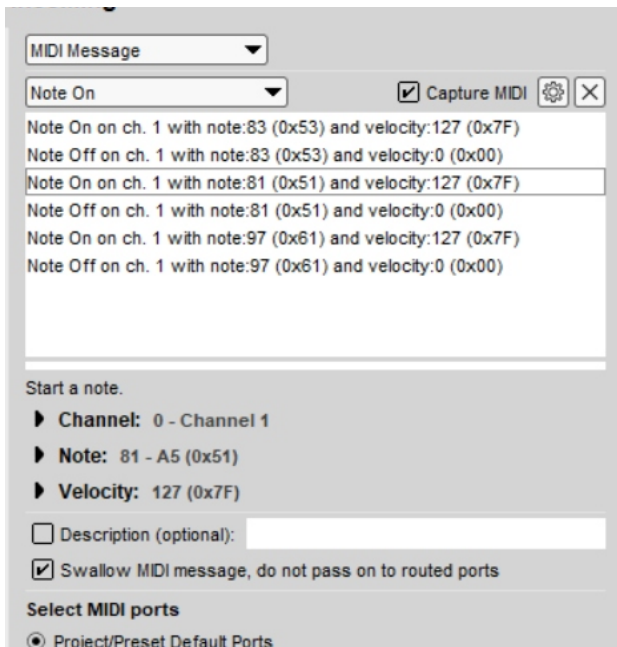 MIDI Message
Note On
Capture MIDI
Note On on ch. 1 with note:83 (0x53) and velocity:127 (0x7F)
Note Off on ch. 1 with note:83 (0x53) and velocity:0 (0x00)
Note On on ch. 1 with note:81 (0x51) and velocity:127 (0x7F)
Note Off on ch. 1 with note:81 (0x51) and velocity:0 (0x00)
Note On on ch. 1 with note:97 (0x61) and velocity:127 (0x7F)
Note Off on ch. 1 with note:97 (0x61) and velocity:0 (0x00)
Start a note.
Channel: 0 - Channel 1
Note: 81 - A5 (0x51)
Velocity: 127 (0x7F)
Description (optional):
Swallow MIDI message, do not pass on to routed ports
Select MIDI ports
Project/Preset Default Ports